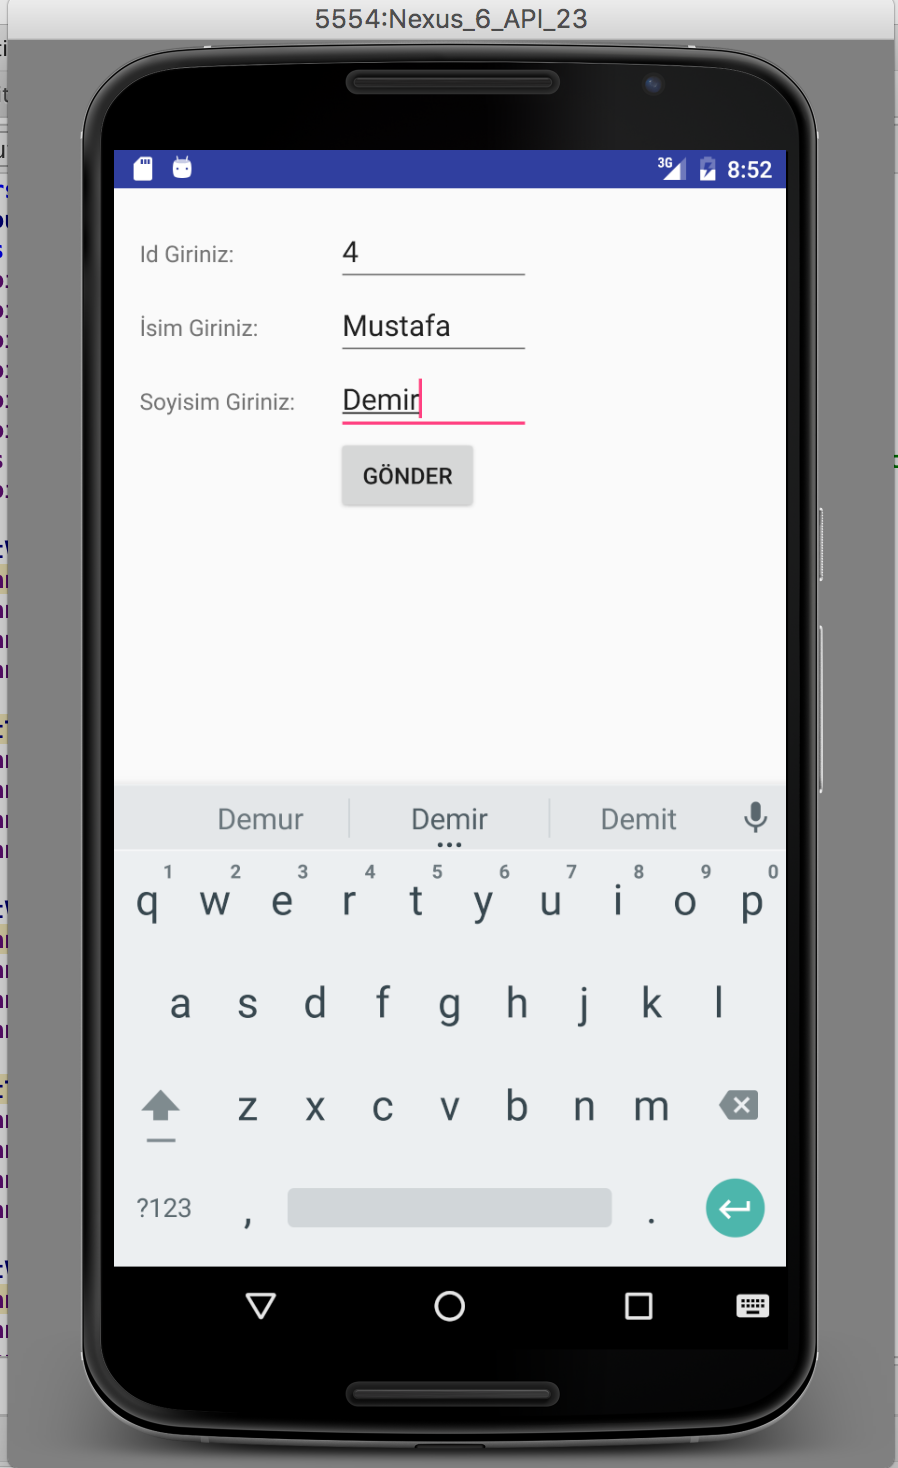 5554:Nexus_6_API_23
3G 8:52
Id Giriniz: 4
İsim Giriniz: Mustafa
Soyisim Giriniz: Demir
GÖNDER
Demur Demir Demit
1 2 3 4 5 6 7 8 9 0
q w e r t y u i o p
a s d f g h j k l
z x c v b n m
?123 , .